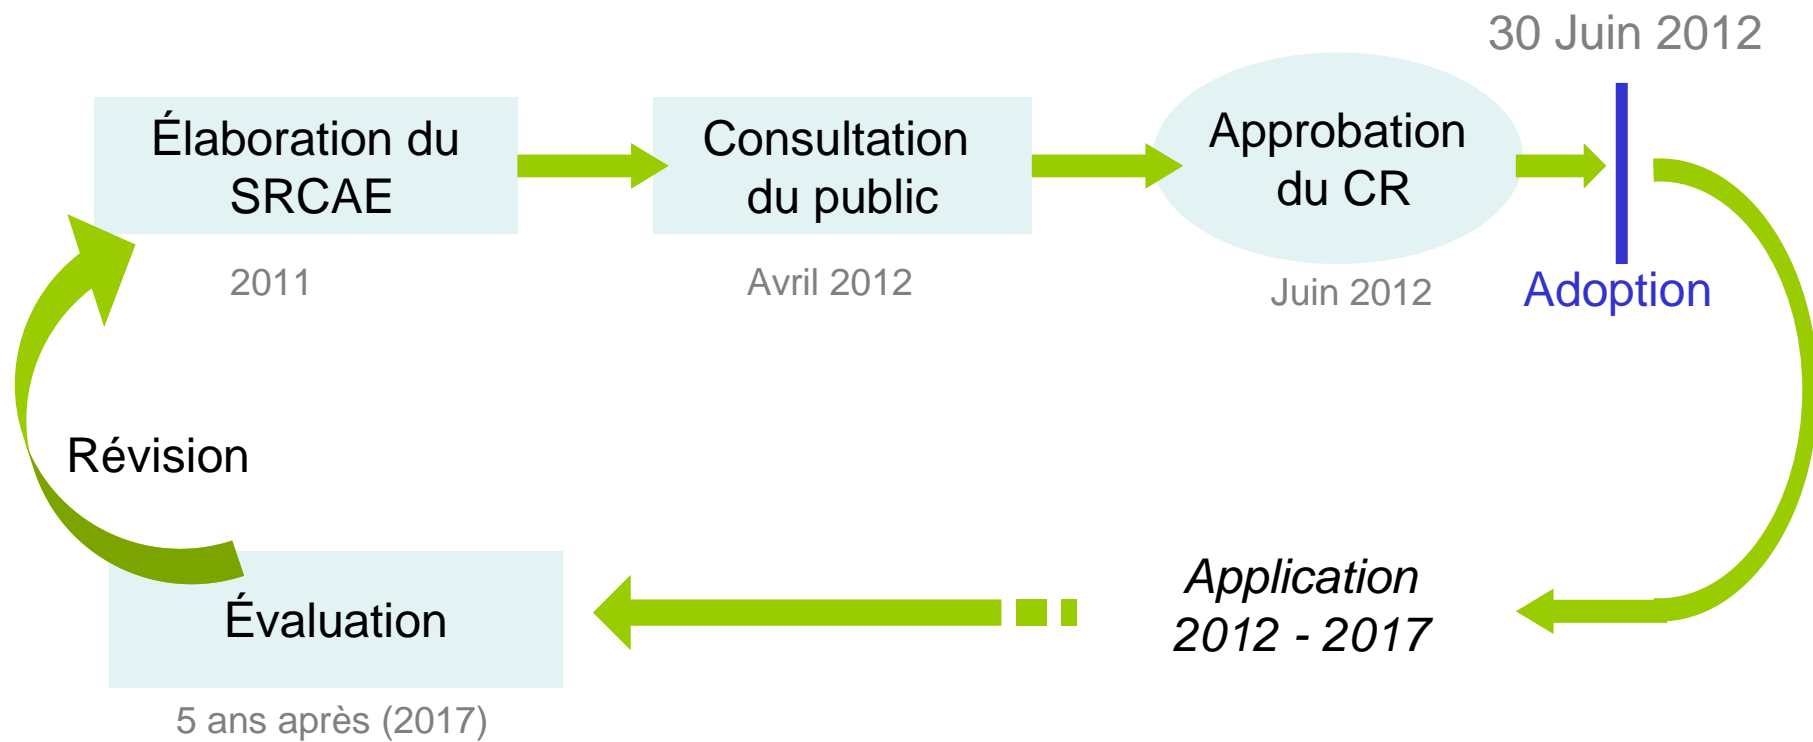 30 Juin 2012
Élaboration du
SRCAE
2011
Consultation
du public
Avril 2012
Approbation
du CR
Juin 2012
Adoption
Révision
Application
2012 - 2017
Évaluation
5 ans après (2017)